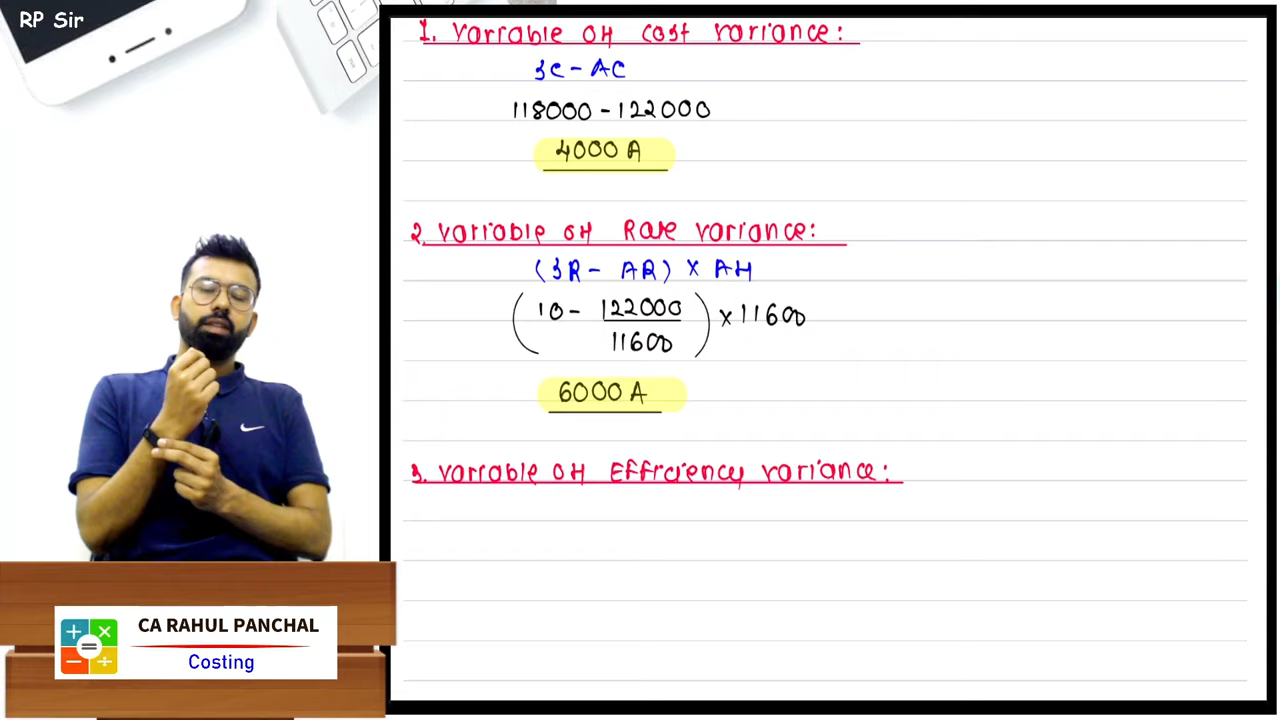 RP Sir
1. Variable OH Cost Variance:
SC - AC
118000 - 122000
4000 A
2. Variable OH Rate Variance:
(SR - AR) × AH
(10 - 122000
11600) × 11600
6000 A
3. Variable OH Efficiency Variance:
CA RAHUL PANCHAL
Costing